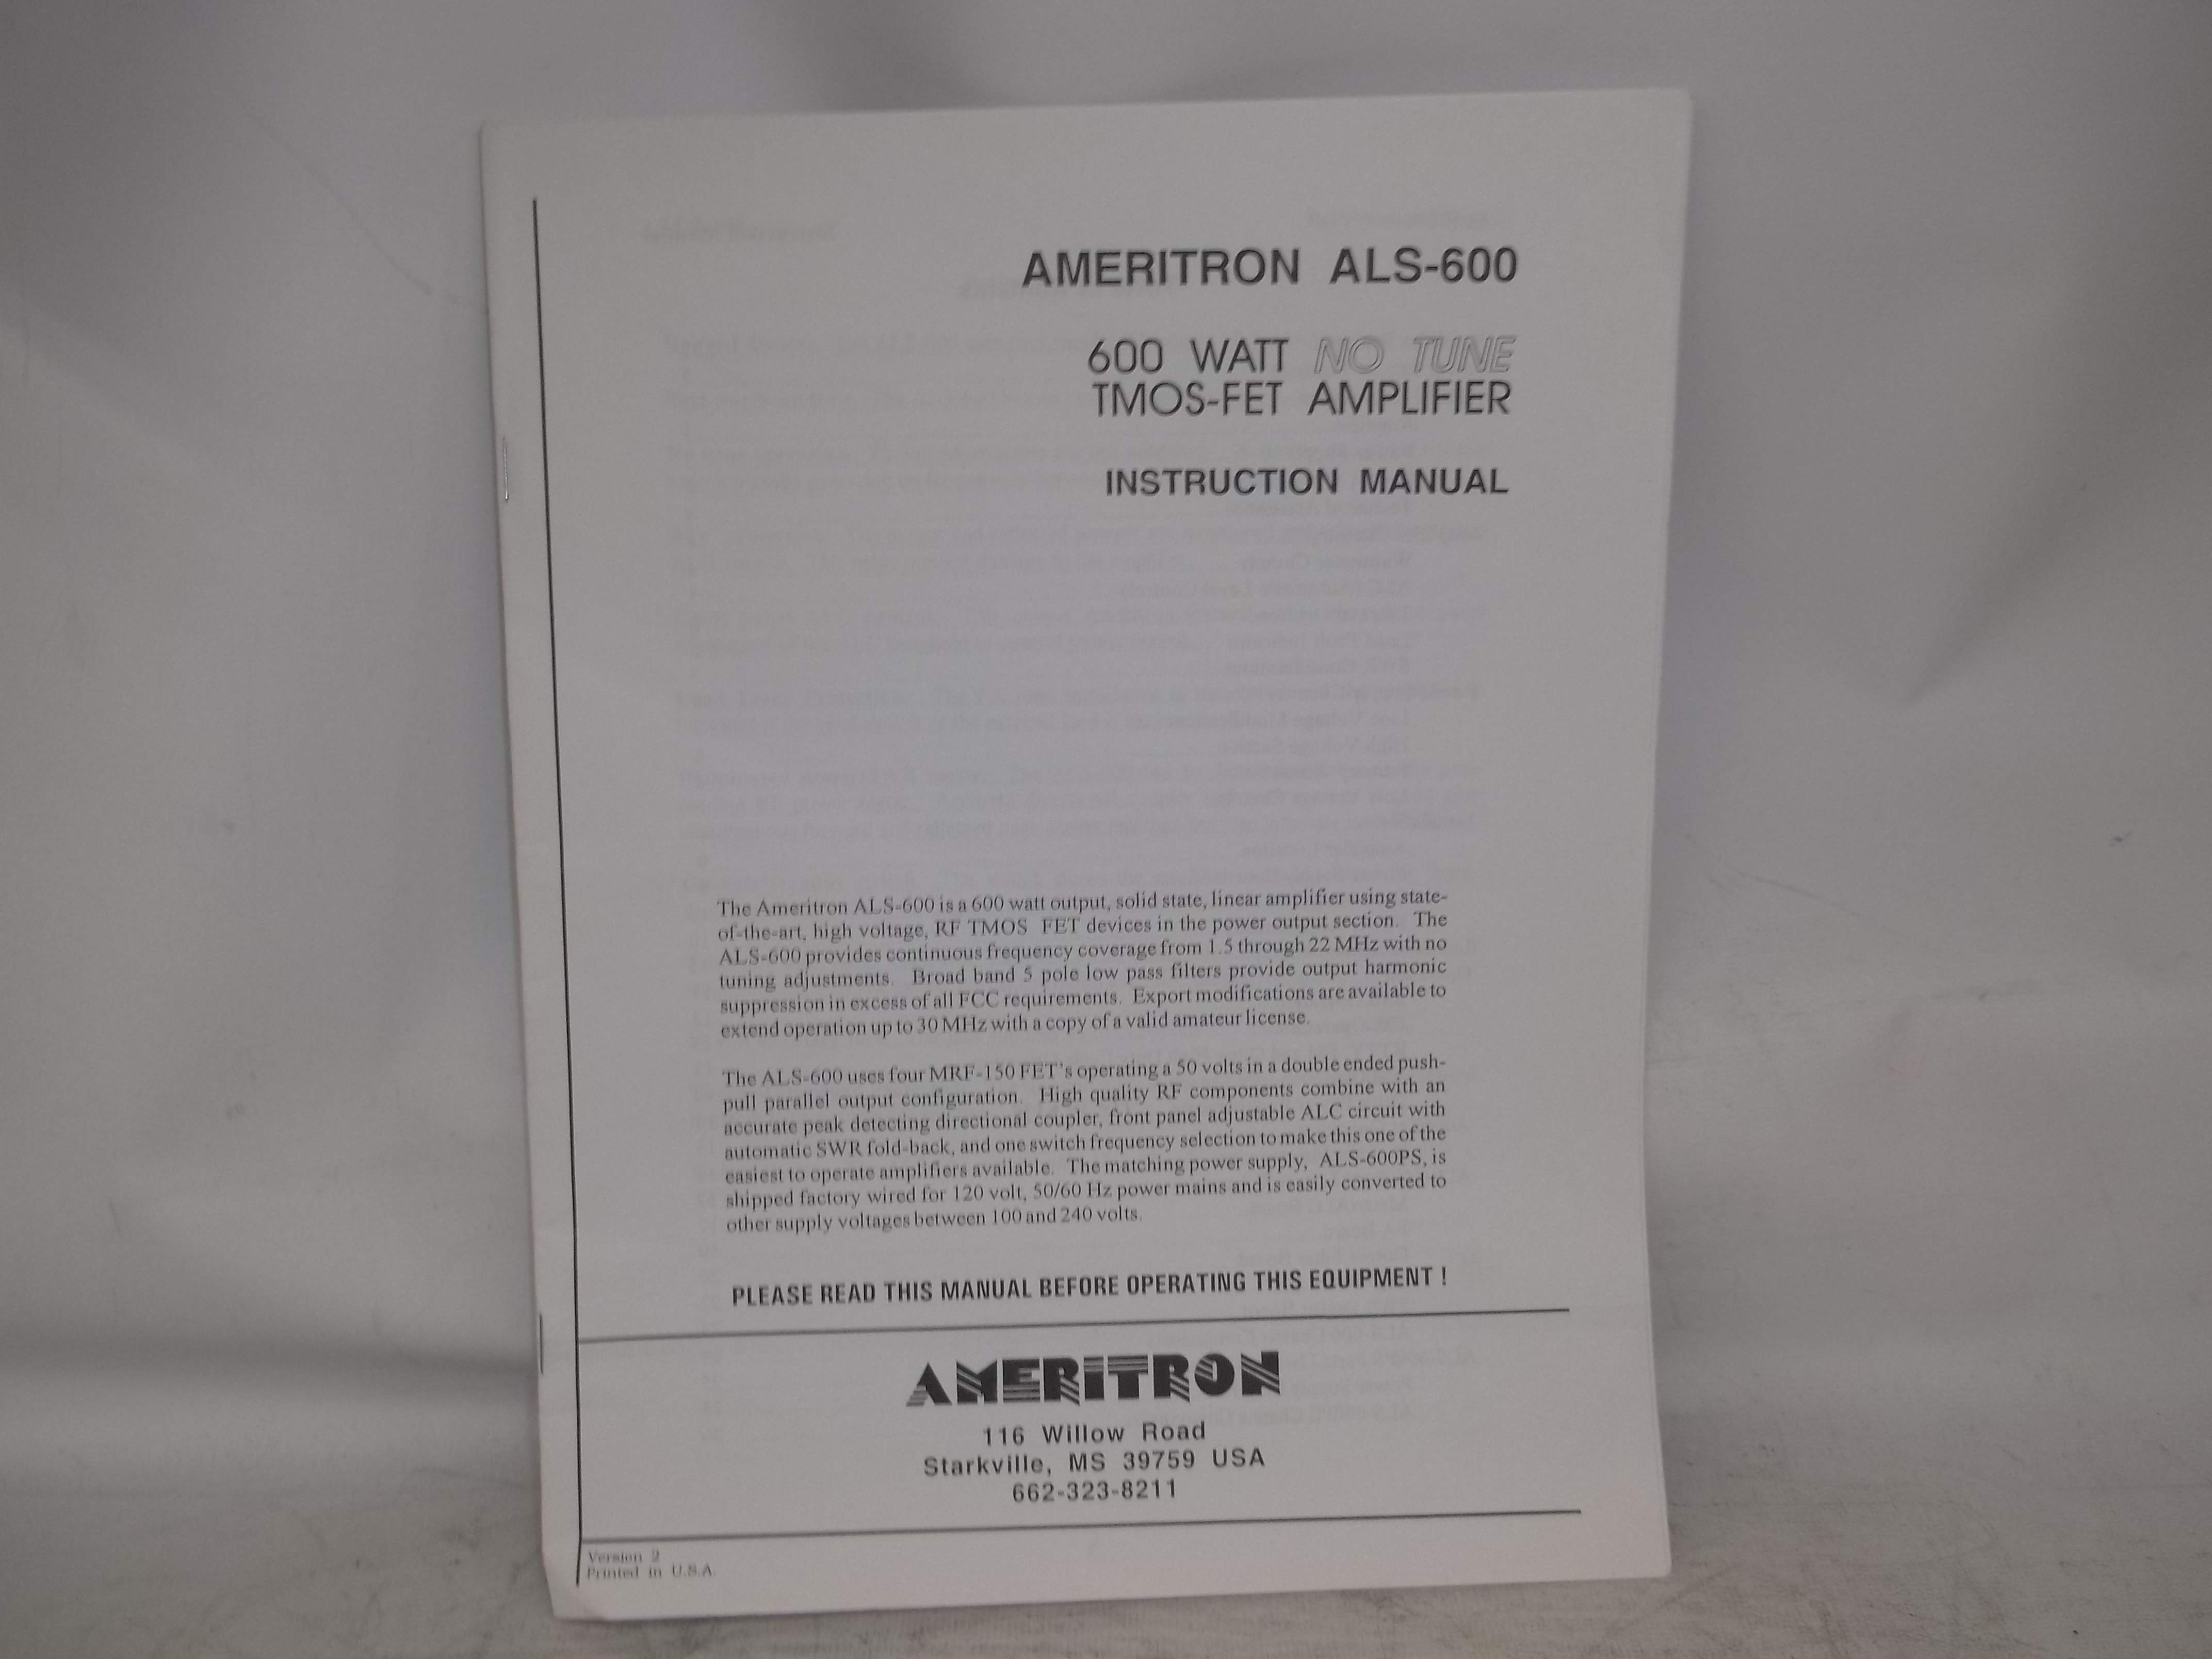 AMERITRON ALS-600
600 WATT NO TUNE
TMOS-FET AMPLIFIER
INSTRUCTION MANUAL
The Ameritron ALS-600 is a 600 watt output, solid state, linear amplifier using state-
of-the-art, high voltage, RF TMOS FET devices in the power output section. The
ALS-600 provides continuous frequency coverage from 1.5 through 22 MHz with no
tuning adjustments. Broad band 5 pole low pass filters provide output harmonic
suppression in excess of all FCC requirements. Export modifications are available to
extend operation up to 30 MHz with a copy of a valid amateur license.
The ALS-600 uses four MRF-150 FET's operating a 50 volts in a double ended push-
pull parallel output configuration. High quality RF components combine with an
accurate peak detecting directional coupler, front panel adjustable ALC circuit with
automatic SWR fold-back, and one switch frequency selection to make this one of the
easiest to operate amplifiers available. The matching power supply, ALS-600PS, is
shipped factory wired for 120 volt, 50/60 Hz power mains and is easily converted to
other supply voltages between 100 and 240 volts.
PLEASE READ THIS MANUAL BEFORE OPERATING THIS EQUIPMENT !
AMERITRON
116 Willow Road
Starkville, MS 39759 USA
662-323-8211
Version 2
Printed in U.S.A.